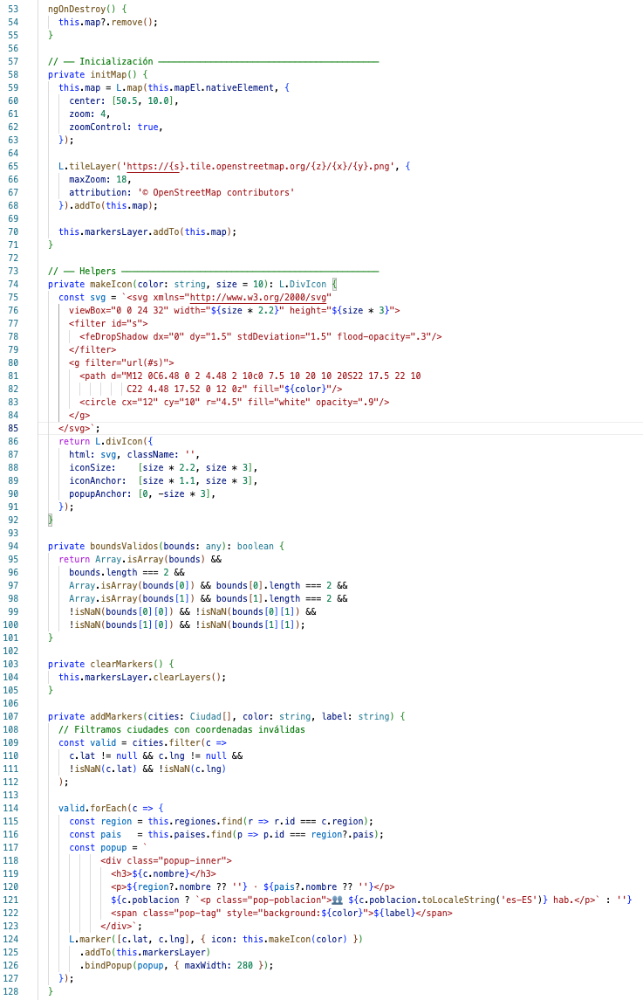 53 ngOnDestroy() {
54 this.map?.remove();
55 }
56
57 // —— Inicialización ——————————————————————————————————————————
58 private initMap() {
59 this.map = L.map(this.mapEl.nativeElement, {
60 center: [50.5, 10.0],
61 zoom: 4,
62 zoomControl: true,
63 });
64
65 L.tileLayer('https://{s}.tile.openstreetmap.org/{z}/{x}/{y}.png', {
66 maxZoom: 18,
67 attribution: '© OpenStreetMap contributors'
68 }).addTo(this.map);
69
70 this.markersLayer.addTo(this.map);
71 }
72
73 // —— Helpers —————————————————————————————————————————————————
74 private makeIcon(color: string, size = 10): L.DivIcon {
75 const svg = `<svg xmlns="http://www.w3.org/2000/svg"
76 viewBox="0 0 24 32" width="${size * 2.2}" height="${size * 3}">
77 <filter id="s">
78 <feDropShadow dx="0" dy="1.5" stdDeviation="1.5" flood-opacity=".3"/>
79 </filter>
80 <g filter="url(#s)">
81 <path d="M12 0C6.48 0 2 4.48 2 10c0 7.5 10 20 10 20S22 17.5 22 10
82 C22 4.48 17.52 0 12 0z" fill="${color}"/>
83 <circle cx="12" cy="10" r="4.5" fill="white" opacity=".9"/>
84 </g>
85 </svg>`;
86 return L.divIcon({
87 html: svg, className: '',
88 iconSize: [size * 2.2, size * 3],
89 iconAnchor: [size * 1.1, size * 3],
90 popupAnchor: [0, -size * 3],
91 });
92 }
93
94 private boundsValidos(bounds: any): boolean {
95 return Array.isArray(bounds) &&
96 bounds.length === 2 &&
97 Array.isArray(bounds[0]) && bounds[0].length === 2 &&
98 Array.isArray(bounds[1]) && bounds[1].length === 2 &&
99 !isNaN(bounds[0][0]) && !isNaN(bounds[0][1]) &&
100 !isNaN(bounds[1][0]) && !isNaN(bounds[1][1]);
101 }
102
103 private clearMarkers() {
104 this.markersLayer.clearLayers();
105 }
106
107 private addMarkers(cities: Ciudad[], color: string, label: string) {
108 // Filtramos ciudades con coordenadas inválidas
109 const valid = cities.filter(c =>
110 c.lat != null && c.lng != null &&
111 !isNaN(c.lat) && !isNaN(c.lng)
112 );
113
114 valid.forEach(c => {
115 const region = this.regiones.find(r => r.id === c.region);
116 const pais = this.paises.find(p => p.id === region?.pais);
117 const popup = `
118 <div class="popup-inner">
119 <h3>${c.nombre}</h3>
120 <p>${region?.nombre ?? ''} · ${pais?.nombre ?? ''}</p>
121 ${c.poblacion ? `<p class="pop-poblacion">👥 ${c.poblacion.toLocaleString('es-ES')} hab.</p>` : ''}
122 <span class="pop-tag" style="background:${color}">${label}</span>
123 </div>`;
124 L.marker([c.lat, c.lng], { icon: this.makeIcon(color) })
125 .addTo(this.markersLayer)
126 .bindPopup(popup, { maxWidth: 280 });
127 });
128 }